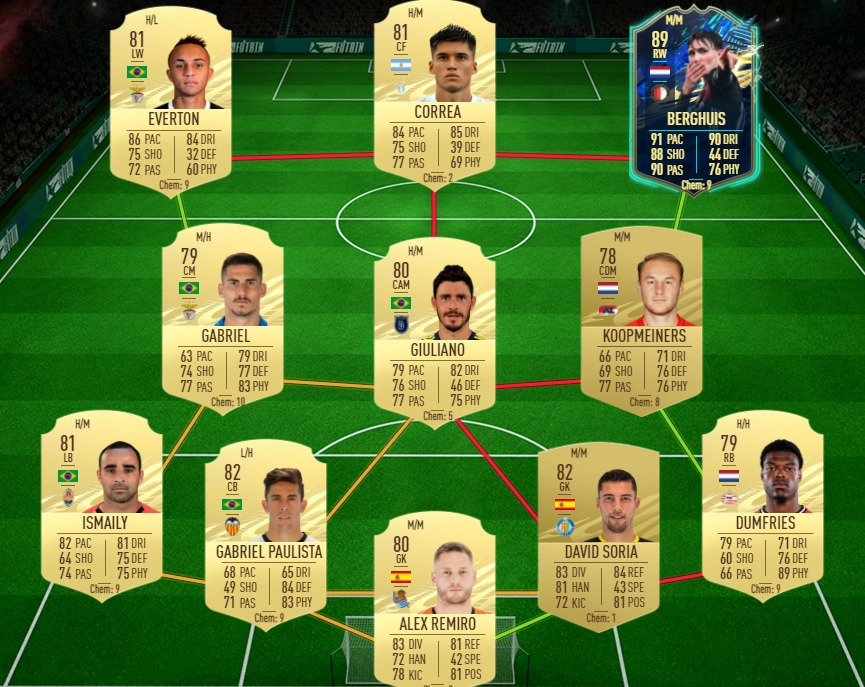 H/L
81
LW
EVERTON
86 PAC 84 DRI
75 SHO 32 DEF
72 PAS 60 PHY
Chem: 9
H/M
81
CF
CORREA
84 PAC 85 DRI
75 SHO 39 DEF
77 PAS 69 PHY
Chem: 2
M/M
89
RW
BERGHUIS
91 PAC 90 DRI
88 SHO 44 DEF
90 PAS 76 PHY
Chem: 9
M/H
79
CM
GABRIEL
63 PAC 79 DRI
74 SHO 77 DEF
77 PAS 83 PHY
Chem: 10
H/M
80
CAM
GIULIANO
79 PAC 82 DRI
76 SHO 46 DEF
77 PAS 75 PHY
Chem: 5
M/M
78
CDM
KOOPMEINERS
66 PAC 71 DRI
69 SHO 76 DEF
77 PAS 76 PHY
Chem: 8
H/M
81
LB
ISMAILY
82 PAC 81 DRI
64 SHO 75 DEF
74 PAS 75 PHY
Chem: 9
L/H
82
CB
GABRIEL PAULISTA
68 PAC 65 DRI
49 SHO 84 DEF
71 PAS 83 PHY
Chem: 9
M/M
80
GK
ALEX REMIRO
83 DIV 81 REF
72 HAN 42 SPE
78 KIC 81 POS
M/M
82
GK
DAVID SORIA
83 DIV 84 REF
81 HAN 43 SPE
72 KIC 81 POS
Chem: 1
H/H
79
RB
DUMFRIES
79 PAC 71 DRI
60 SHO 76 DEF
66 PAS 89 PHY
Chem: 9